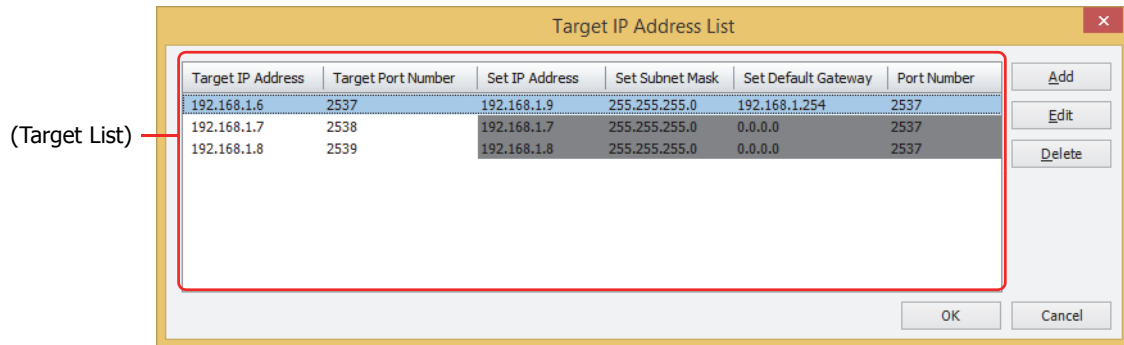 Target IP Address List
Target IP Address Target Port Number Set IP Address Set Subnet Mask Set Default Gateway Port Number Add
192.168.1.6 2537 192.168.1.9 255.255.255.0 192.168.1.254 2537
Edit
(Target List) 192.168.1.7 2538 192.168.1.7 255.255.255.0 0.0.0.0 2537
192.168.1.8 2539 192.168.1.8 255.255.255.0 0.0.0.0 2537
Delete
OK Cancel